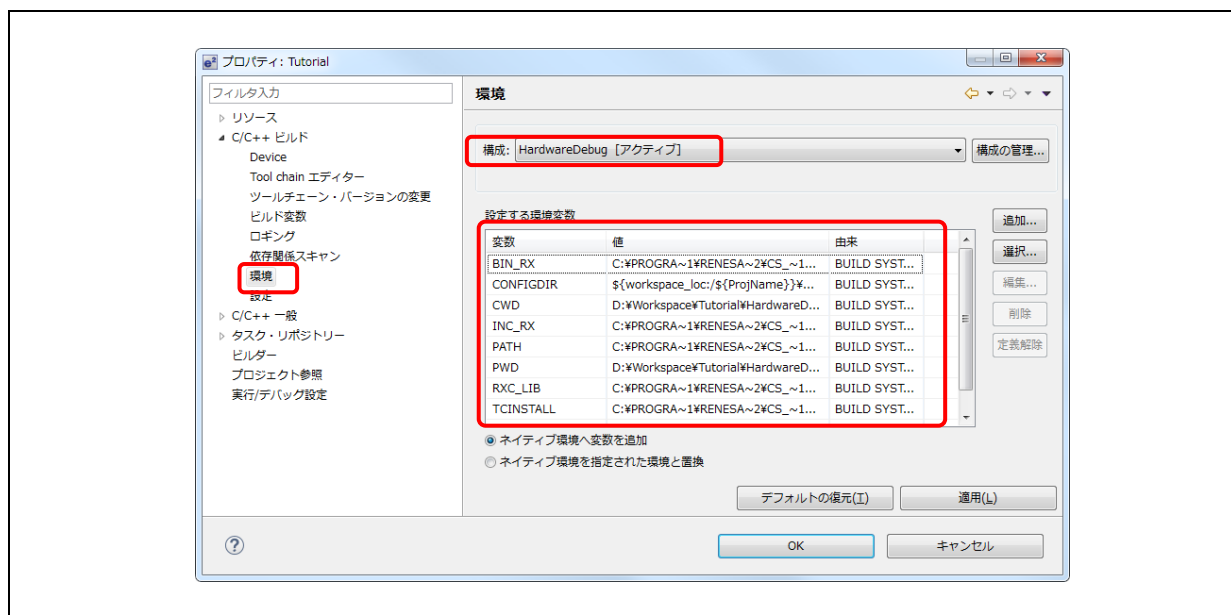 e² プロパティ: Tutorial
フィルタ入力
環境
リソース
C/C++ ビルド
Device
Tool chain エディター
ツールチェーン・バージョンの変更
ビルド変数
ロギング
依存関係スキャン
環境
設定
C/C++ 一般
タスク・リポジトリー
ビルダー
プロジェクト参照
実行/デバッグ設定
構成: HardwareDebug [アクティブ] 構成の管理...
設定する環境変数
変数 値 由来
BIN_RX C:¥PROGRA~1¥RENESA~2¥CS_~1... BUILD SYST...
CONFIGDIR ${workspace_loc:/${ProjName}}¥... BUILD SYST...
CWD D:¥Workspace¥Tutorial¥HardwareD... BUILD SYST...
INC_RX C:¥PROGRA~1¥RENESA~2¥CS_~1... BUILD SYST...
PATH C:¥PROGRA~1¥RENESA~2¥CS_~1... BUILD SYST...
PWD D:¥Workspace¥Tutorial¥HardwareD... BUILD SYST...
RXC_LIB C:¥PROGRA~1¥RENESA~2¥CS_~1... BUILD SYST...
TCINSTALL C:¥PROGRA~1¥RENESA~2¥CS_~1... BUILD SYST...
追加...
選択...
編集...
削除
定義解除
ネイティブ環境へ変数を追加
ネイティブ環境を指定された環境と置換
デフォルトの復元(T) 適用(L)
? OK キャンセル